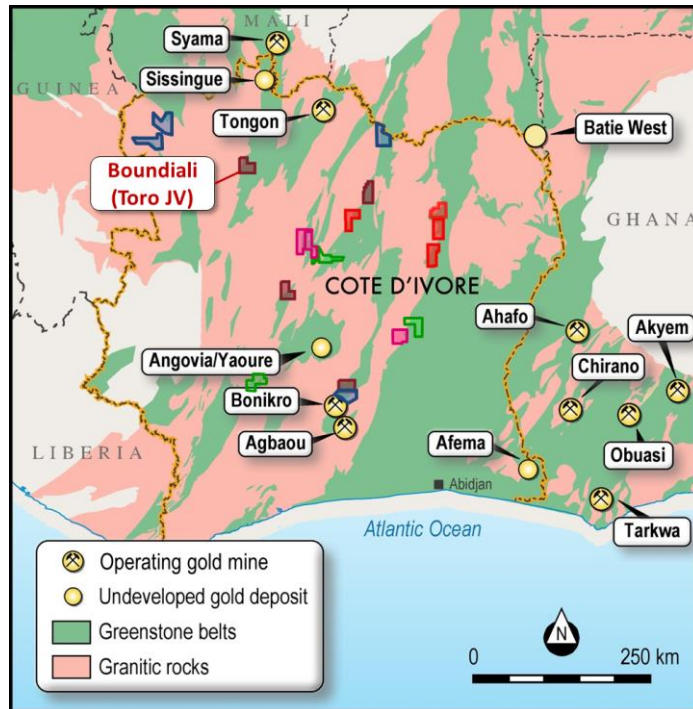 MALI
Syama
GUINEA
Sissingue
Tongon
Batie West
Boundiali
(Toro JV)
GHANA
COTE D'IVORE
Ahafo
Akyem
Angovia/Yaoure
Chirano
Bonikro
Agbaou
Afema
Obuasi
LIBERIA
Abidjan
Tarkwa
Atlantic Ocean
Operating gold mine
Undeveloped gold deposit
Greenstone belts
Granitic rocks
N
0 250 km